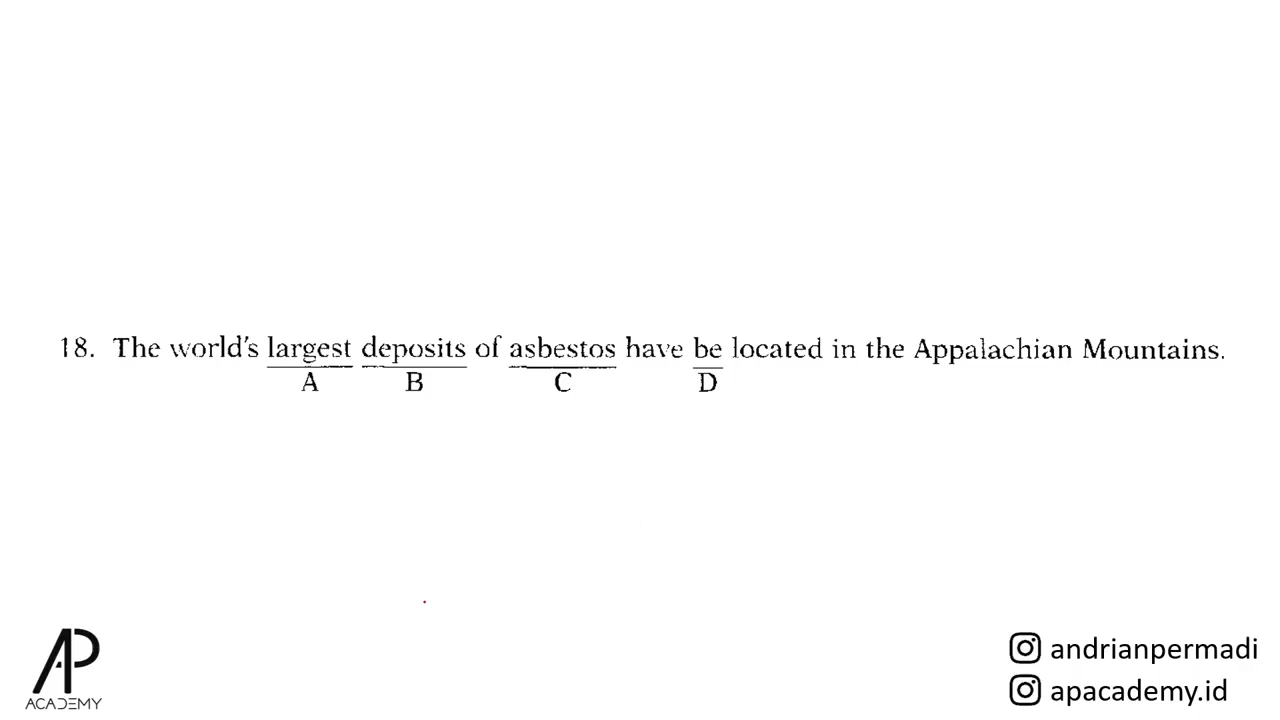 18. The world's largest deposits of asbestos have be located in the Appalachian Mountains.
A B C D
AP
ACADEMY
andrianpermadi
apacademy.id